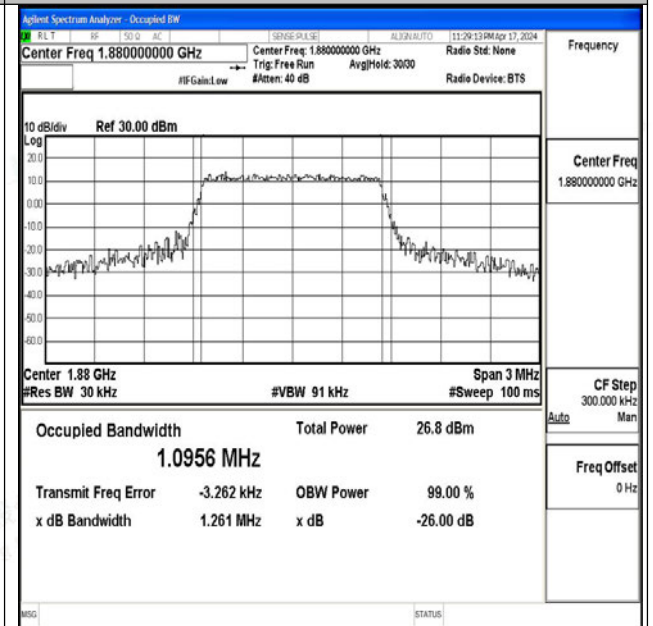 Agilent Spectrum Analyzer - Occupied BW
RL T RF 50 Ω AC SENSE:PULSE ALIGN AUTO 11:29:13 PM Apr 17, 2024
Center Freq 1.880000000 GHz
Center Freq: 1.880000000 GHz
Radio Std: None
Trig: Free Run Avg|Hold: 30/30
#IFGain:Low #Atten: 40 dB Radio Device: BTS
Frequency
10 dB/div Ref 30.00 dBm
Log
20.0
10.0
0.00
-10.0
-20.0
-30.0
-40.0
-50.0
-60.0
Center Freq
1.880000000 GHz
Center 1.88 GHz Span 3 MHz
#Res BW 30 kHz #VBW 91 kHz #Sweep 100 ms
CF Step
300.000 kHz
Auto Man
Occupied Bandwidth Total Power 26.8 dBm
1.0956 MHz
Transmit Freq Error -3.262 kHz OBW Power 99.00 %
x dB Bandwidth 1.261 MHz x dB -26.00 dB
Freq Offset
0 Hz
MSG STATUS